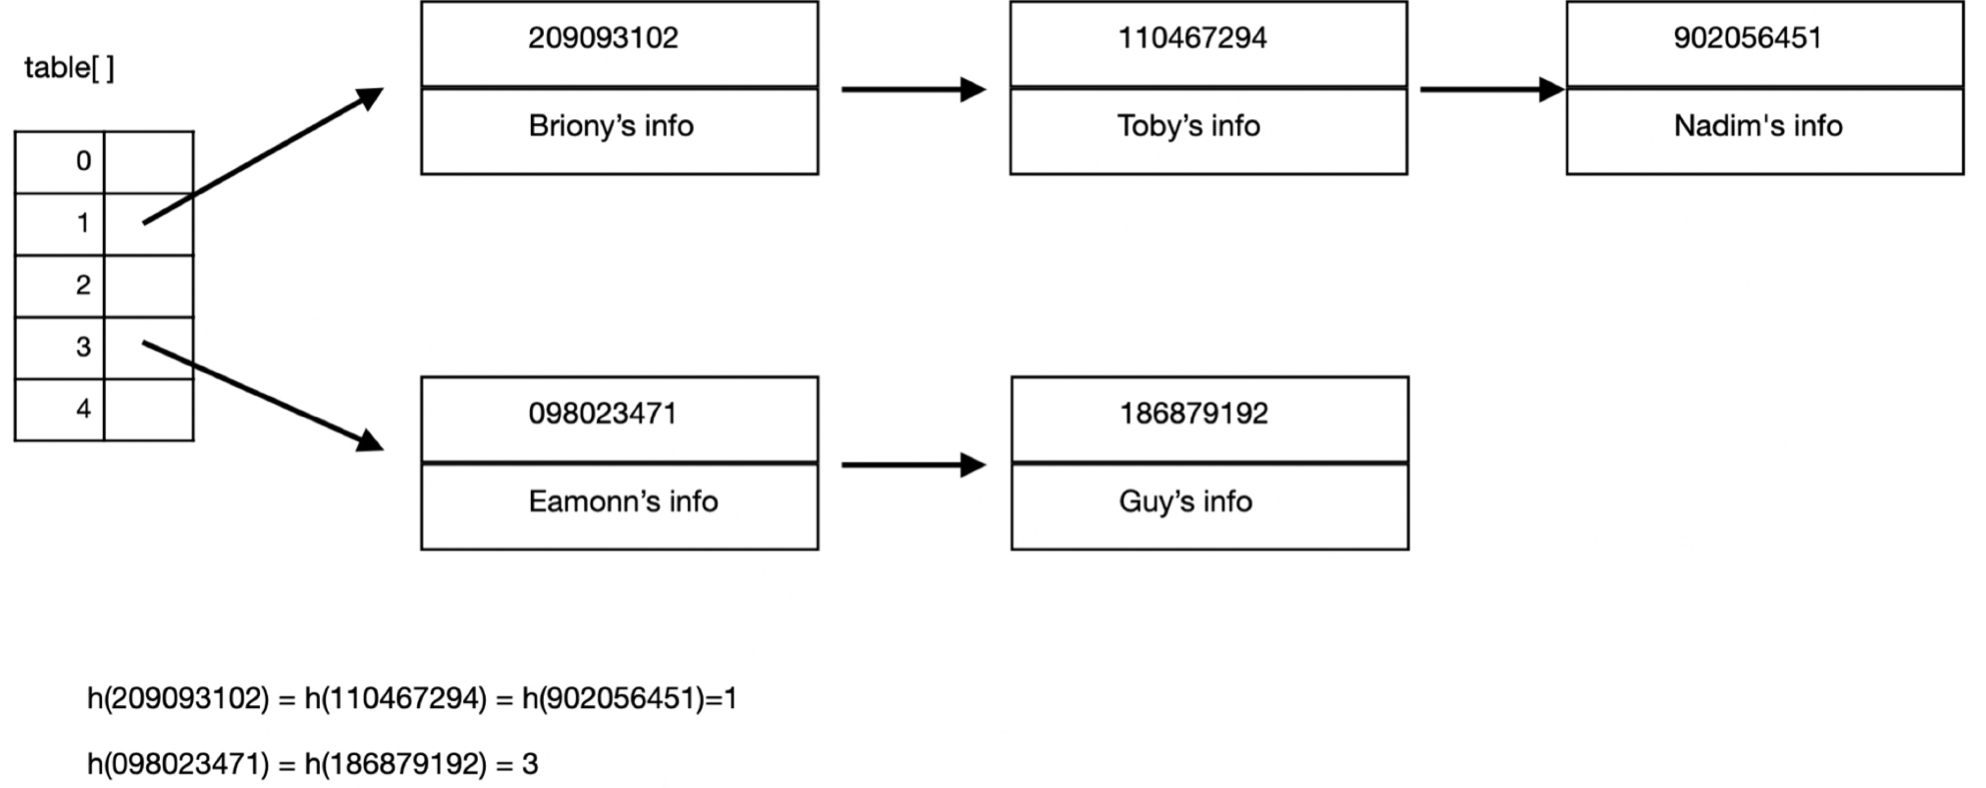 table[ ]
0
1
2
3
4
209093102
Briony’s info
110467294
Toby’s info
902056451
Nadim's info
098023471
Eamonn’s info
186879192
Guy’s info
h(209093102) = h(110467294) = h(902056451)=1
h(098023471) = h(186879192) = 3